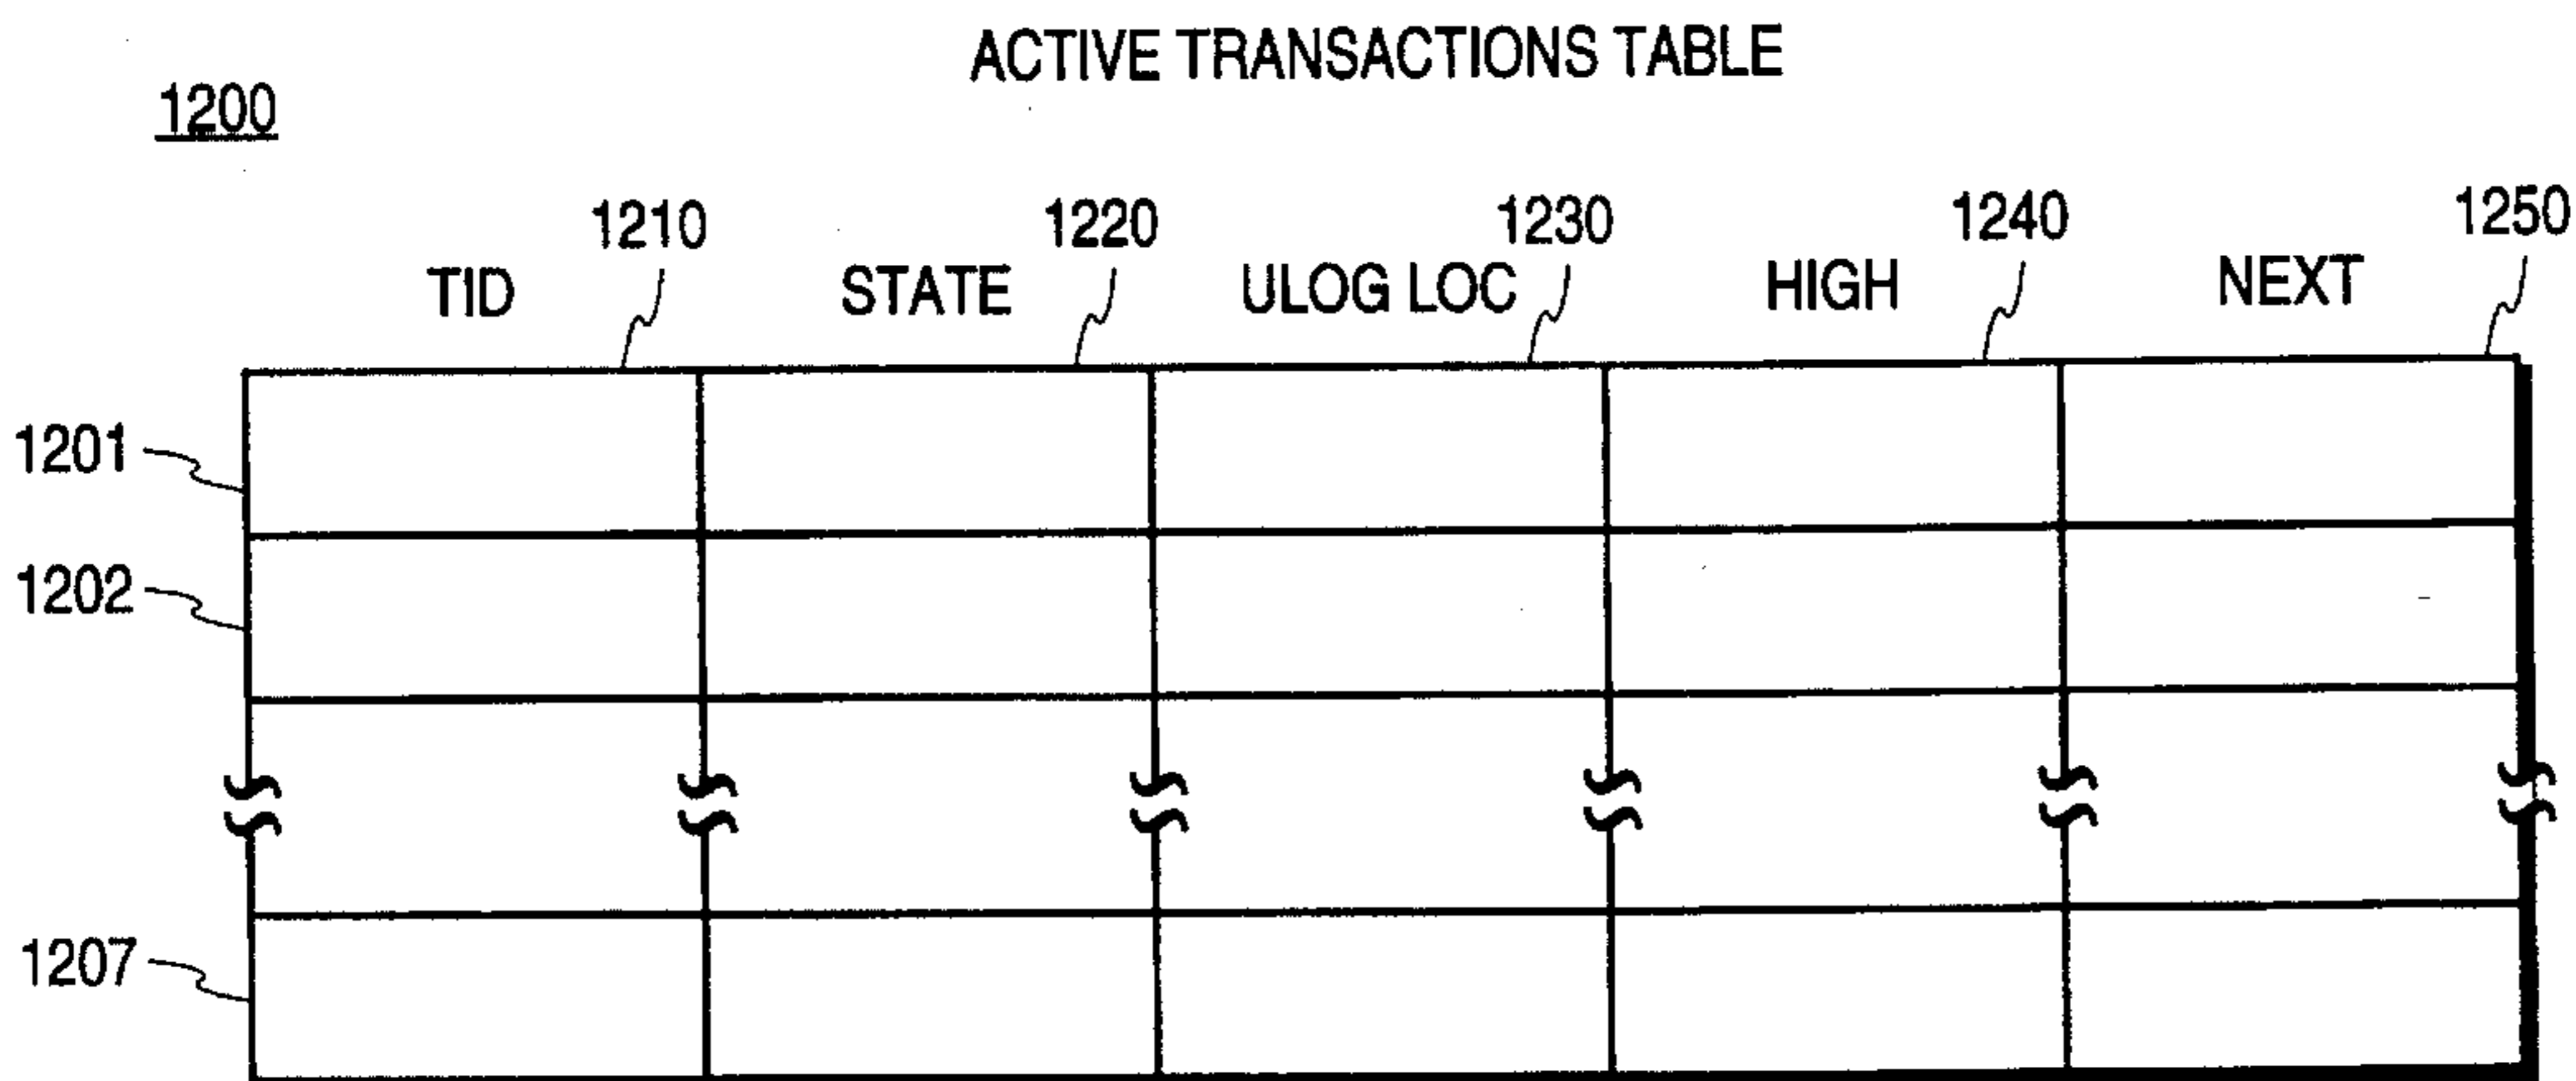 ACTIVE TRANSACTIONS TABLE
1200
1210 1220 1230 1240 1250
TID STATE ULOG LOC HIGH NEXT
1201
1202
1207